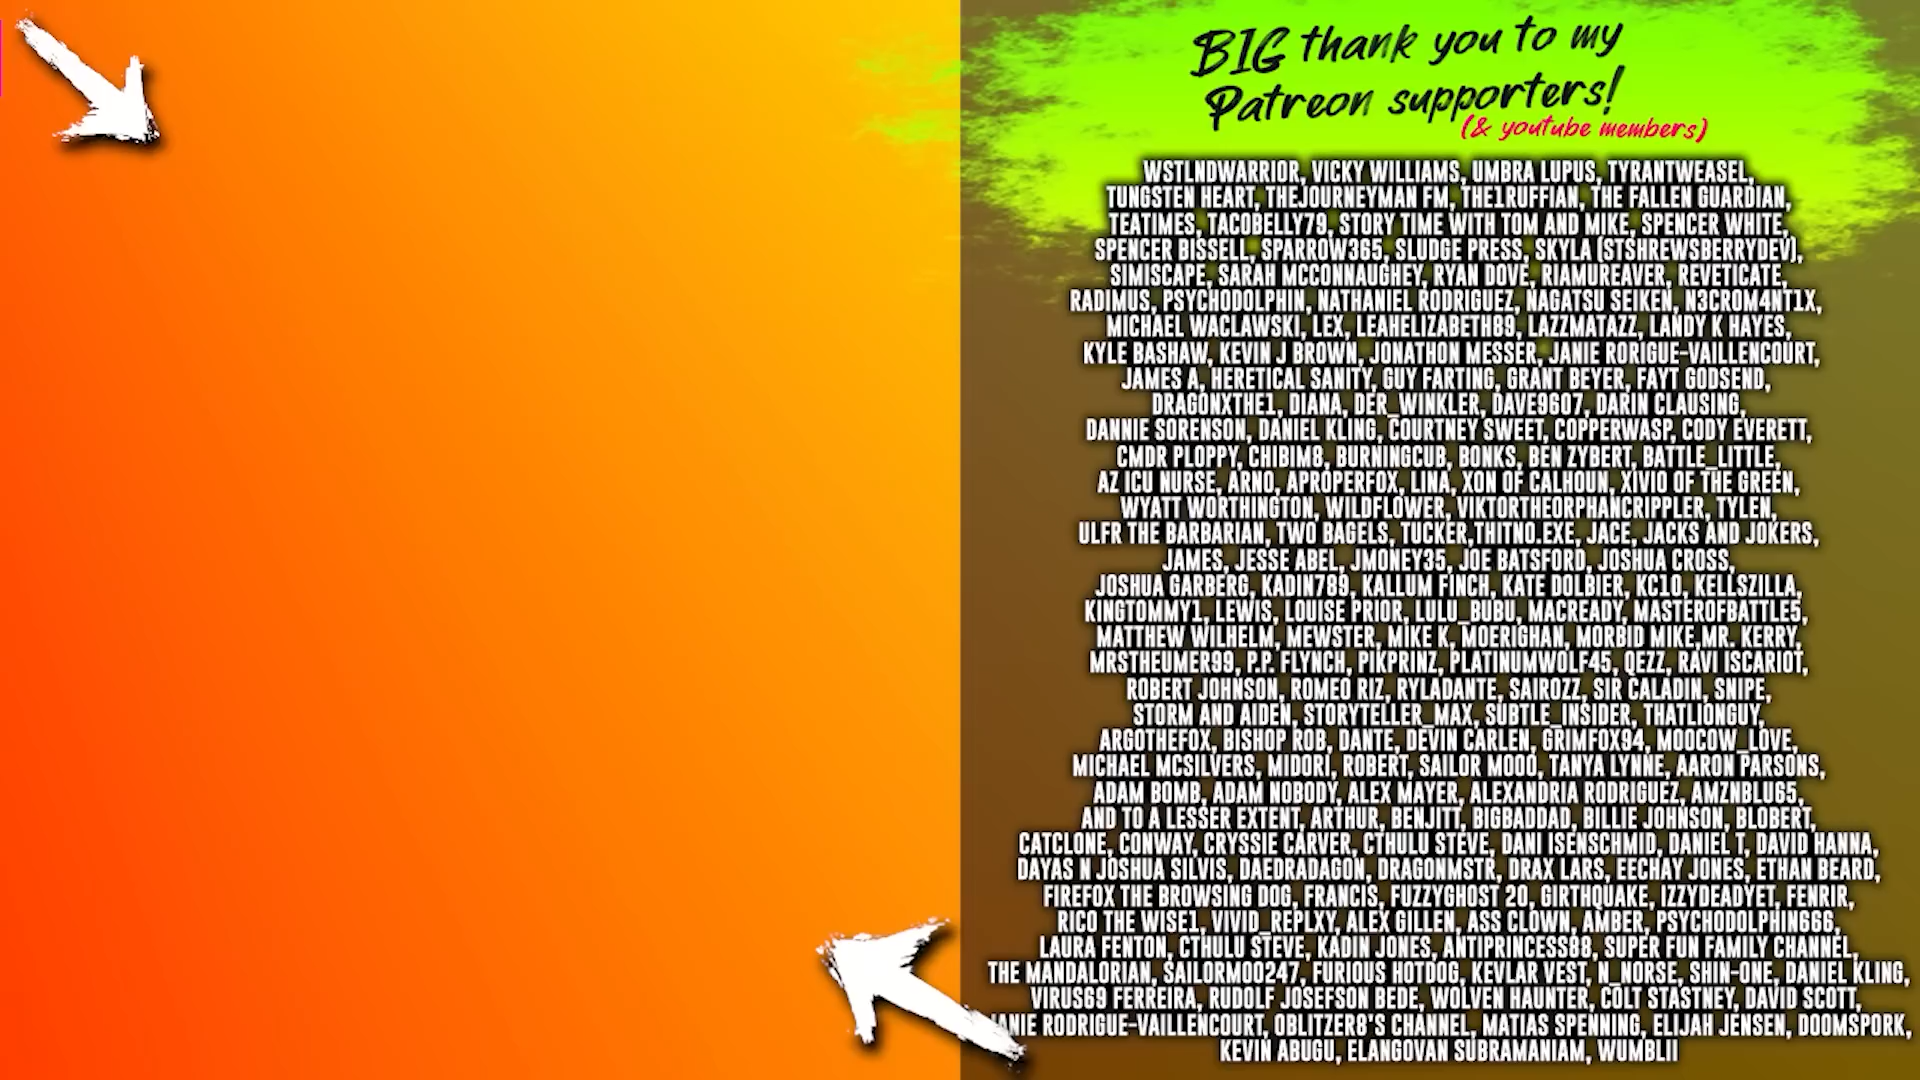 BIG thank you to my
Patreon supporters!
(& youtube members)
WSTLNDWARRIOR, VICKY WILLIAMS, UMBRA LUPUS, TYRANTWEASEL,
TUNGSTEN HEART, THEJOURNEYMAN FM, THE1RUFFIAN, THE FALLEN GUARDIAN,
TEATIMES, TACOBELLY79, STORY TIME WITH TOM AND MIKE, SPENCER WHITE,
SPENCER BISSELL, SPARROW365, SLUDGE PRESS, SKYLA (STSHREWSBERRYDEV),
SIMISCAPE, SARAH MCCONNAUGHEY, RYAN DOVE, RIAMUREAVER, REVETICATE,
RADIMUS, PSYCHODOLPHIN, NATHANIEL RODRIGUEZ, NAGATSU SEIKEN, N3CROM4NT1X,
MICHAEL WACLAWSKI, LEX, LEAHELIZABETH89, LAZZMATAZZ, LANDY K HAYES,
KYLE BASHAW, KEVIN J BROWN, JONATHON MESSER, JANIE RORIGUE-VAILLENCOURT,
JAMES A, HERETICAL SANITY, GUY FARTING, GRANT BEYER, FAYT GODSEND,
DRAGONXTHE1, DIANA, DER_WINKLER, DAVE9607, DARIN CLAUSING,
DANNIE SORENSON, DANIEL KLING, COURTNEY SWEET, COPPERWASP, CODY EVERETT,
CMDR PLOPPY, CHIBIM8, BURNINGCUB, BONKS, BEN ZYBERT, BATTLE_LITTLE,
AZ ICU NURSE, ARNO, APROPERFOX, LINA, XON OF CALHOUN, XIVIO OF THE GREEN,
WYATT WORTHINGTON, WILDFLOWER, VIKTORTHEORPHANCRIPPLER, TYLEN,
ULFR THE BARBARIAN, TWO BAGELS, TUCKER,THITNO.EXE, JACE, JACKS AND JOKERS,
JAMES, JESSE ABEL, JMONEY35, JOE BATSFORD, JOSHUA CROSS,
JOSHUA GARBERG, KADIN789, KALLUM FINCH, KATE DOLBIER, KC10, KELLSZILLA,
KINGTOMMY1, LEWIS, LOUISE PRIOR, LULU_BUBU, MACREADY, MASTEROFBATTLE5,
MATTHEW WILHELM, MEWSTER, MIKE K, MOERIGHAN, MORBID MIKE,MR. KERRY,
MRSTHEUMER99, P.P. FLYNCH, PIKPRINZ, PLATINUMWOLF45, QEZZ, RAVI ISCARIOT,
ROBERT JOHNSON, ROMEO RIZ, RYLADANTE, SAIROZZ, SIR CALADIN, SNIPE,
STORM AND AIDEN, STORYTELLER_MAX, SUBTLE_INSIDER, THATLIONGUY,
ARGOTHEFOX, BISHOP ROB, DANTE, DEVIN CARLEN, GRIMFOX94, MOOCOW_LOVE,
MICHAEL MCSILVERS, MIDORI, ROBERT, SAILOR MOOO, TANYA LYNNE, AARON PARSONS,
ADAM BOMB, ADAM NOBODY, ALEX MAYER, ALEXANDRIA RODRIGUEZ, AMZNBLU65,
AND TO A LESSER EXTENT, ARTHUR, BENJITT, BIGBADDAD, BILLIE JOHNSON, BLOBERT,
CATCLONE, CONWAY, CRYSSIE CARVER, CTHULU STEVE, DANI ISENSCHMID, DANIEL T, DAVID HANNA,
DAYAS N JOSHUA SILVIS, DAEDRADAGON, DRAGONMSTR, DRAX LARS, EECHAY JONES, ETHAN BEARD,
FIREFOX THE BROWSING DOG, FRANCIS, FUZZYGHOST 20, GIRTHQUAKE, IZZYDEADYET, FENRIR,
RICO THE WISE1, VIVID_REPLXY, ALEX GILLEN, ASS CLOWN, AMBER, PSYCHODOLPHIN666,
LAURA FENTON, CTHULU STEVE, KADIN JONES, ANTIPRINCESS88, SUPER FUN FAMILY CHANNEL,
THE MANDALORIAN, SAILORMOO247, FURIOUS HOTDOG, KEVLAR VEST, N_NORSE, SHIN-ONE, DANIEL KLING,
VIRUS69 FERREIRA, RUDOLF JOSEFSON BEDE, WOLVEN HAUNTER, COLT STASTNEY, DAVID SCOTT,
JANIE RODRIGUE-VAILLENCOURT, OBLITZER8'S CHANNEL, MATIAS SPENNING, ELIJAH JENSEN, DOOMSPORK,
KEVIN ABUGU, ELANGOVAN SUBRAMANIAM, WUMBLII